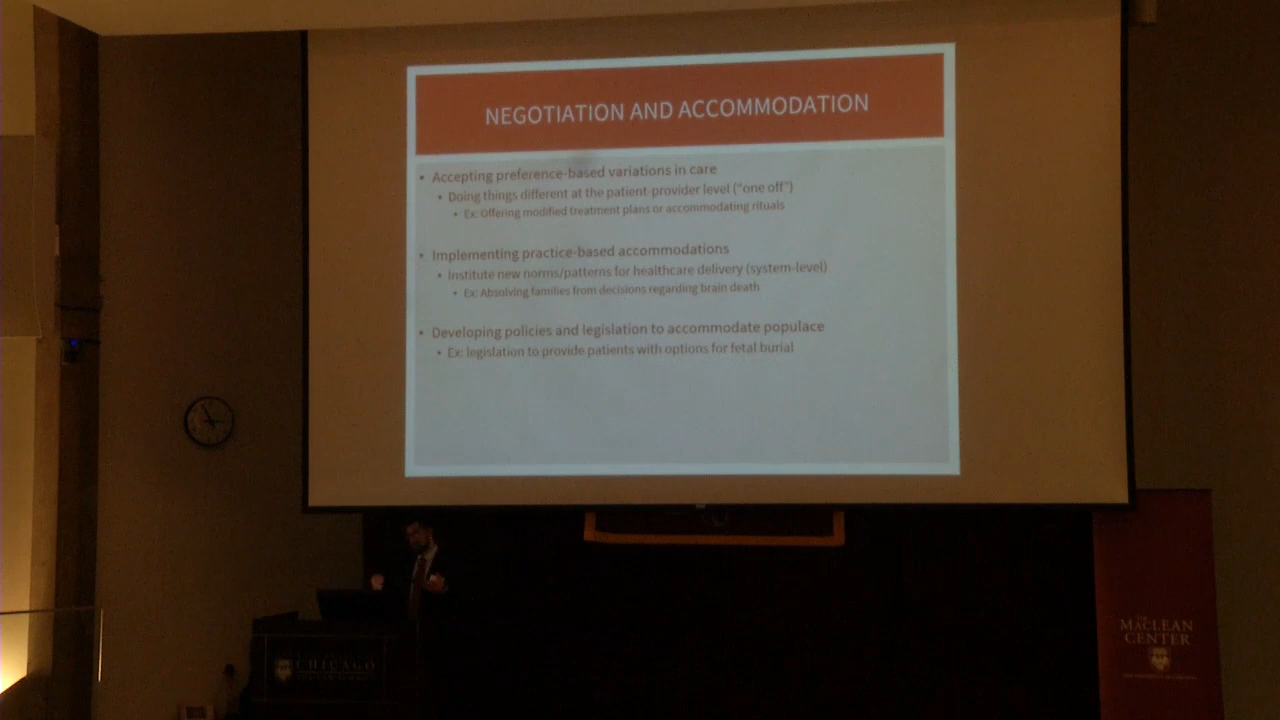 NEGOTIATION AND ACCOMMODATION
• Accepting preference-based variations in care
• Doing things different at the patient-provider level (“one off”)
• Ex: Offering modified treatment plans or accommodating rituals
• Implementing practice-based accommodations
• Institute new norms/patterns for healthcare delivery (system-level)
• Ex: Absolving families from decisions regarding brain death
• Developing policies and legislation to accommodate populace
• Ex: legislation to provide patients with options for fetal burial
CHICAGO
MACLEAN
CENTER